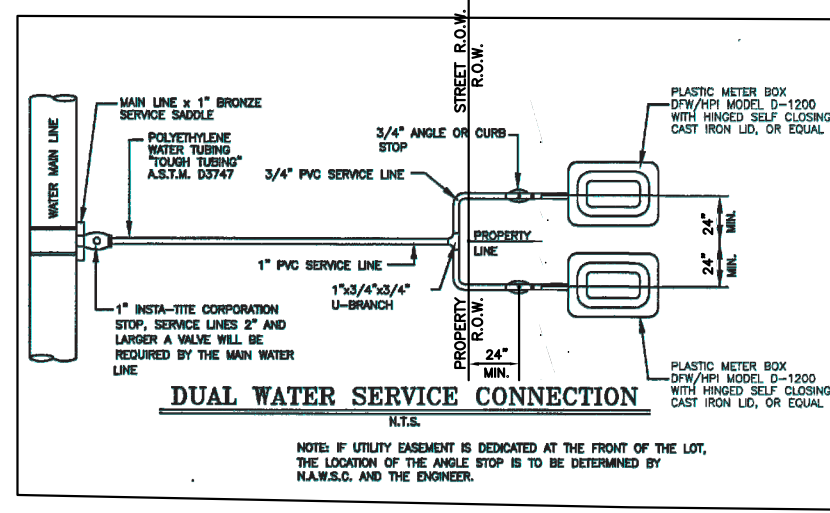 STREET R.O.W.
R.O.W.
MAIN LINE x 1" BRONZE
SERVICE SADDLE
WATER MAIN LINE
POLYETHYLENE
WATER TUBING
"TOUGH TUBING"
A.S.T.M. D3747
3/4" ANGLE OR CURB
STOP
3/4" PVC SERVICE LINE
PLASTIC METER BOX
DFW/HPI MODEL D-1200
WITH HINGED SELF CLOSING
CAST IRON LID, OR EQUAL
24"
MIN.
24"
MIN.
PROPERTY
LINE
1" PVC SERVICE LINE
1"x3/4"x3/4"
U-BRANCH
1" INSTA-TITE CORPORATION
STOP, SERVICE LINES 2" AND
LARGER A VALVE WILL BE
REQUIRED BY THE MAIN WATER
LINE
PROPERTY
R.O.W.
24"
MIN.
PLASTIC METER BOX
DFW/HPI MODEL D-1200
WITH HINGED SELF CLOSING
CAST IRON LID, OR EQUAL
DUAL WATER SERVICE CONNECTION
N.T.S.
NOTE: IF UTILITY EASEMENT IS DEDICATED AT THE FRONT OF THE LOT,
THE LOCATION OF THE ANGLE STOP IS TO BE DETERMINED BY
N.A.W.S.C. AND THE ENGINEER.